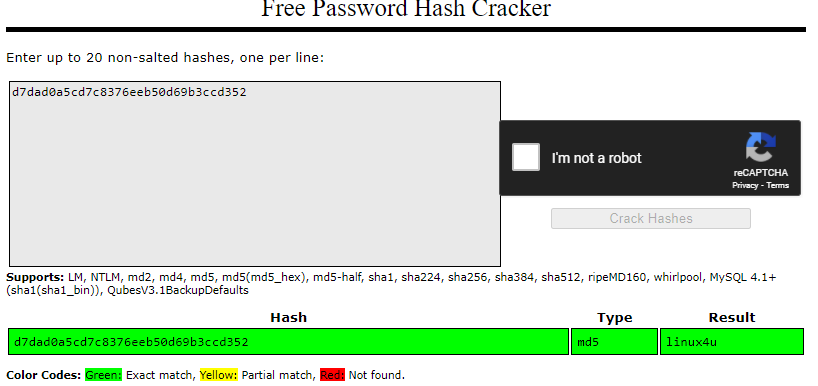 Free Password Hash Cracker
Enter up to 20 non-salted hashes, one per line:
d7dad0a5cd7c8376eeb50d69b3ccd352
I'm not a robot
reCAPTCHA
Privacy - Terms
Crack Hashes
Supports: LM, NTLM, md2, md4, md5, md5(md5_hex), md5-half, sha1, sha224, sha256, sha384, sha512, ripeMD160, whirlpool, MySQL 4.1+
(sha1(sha1_bin)), QubesV3.1BackupDefaults
Hash Type Result
d7dad0a5cd7c8376eeb50d69b3ccd352 md5 linux4u
Color Codes: Green: Exact match, Yellow: Partial match, Red: Not found.